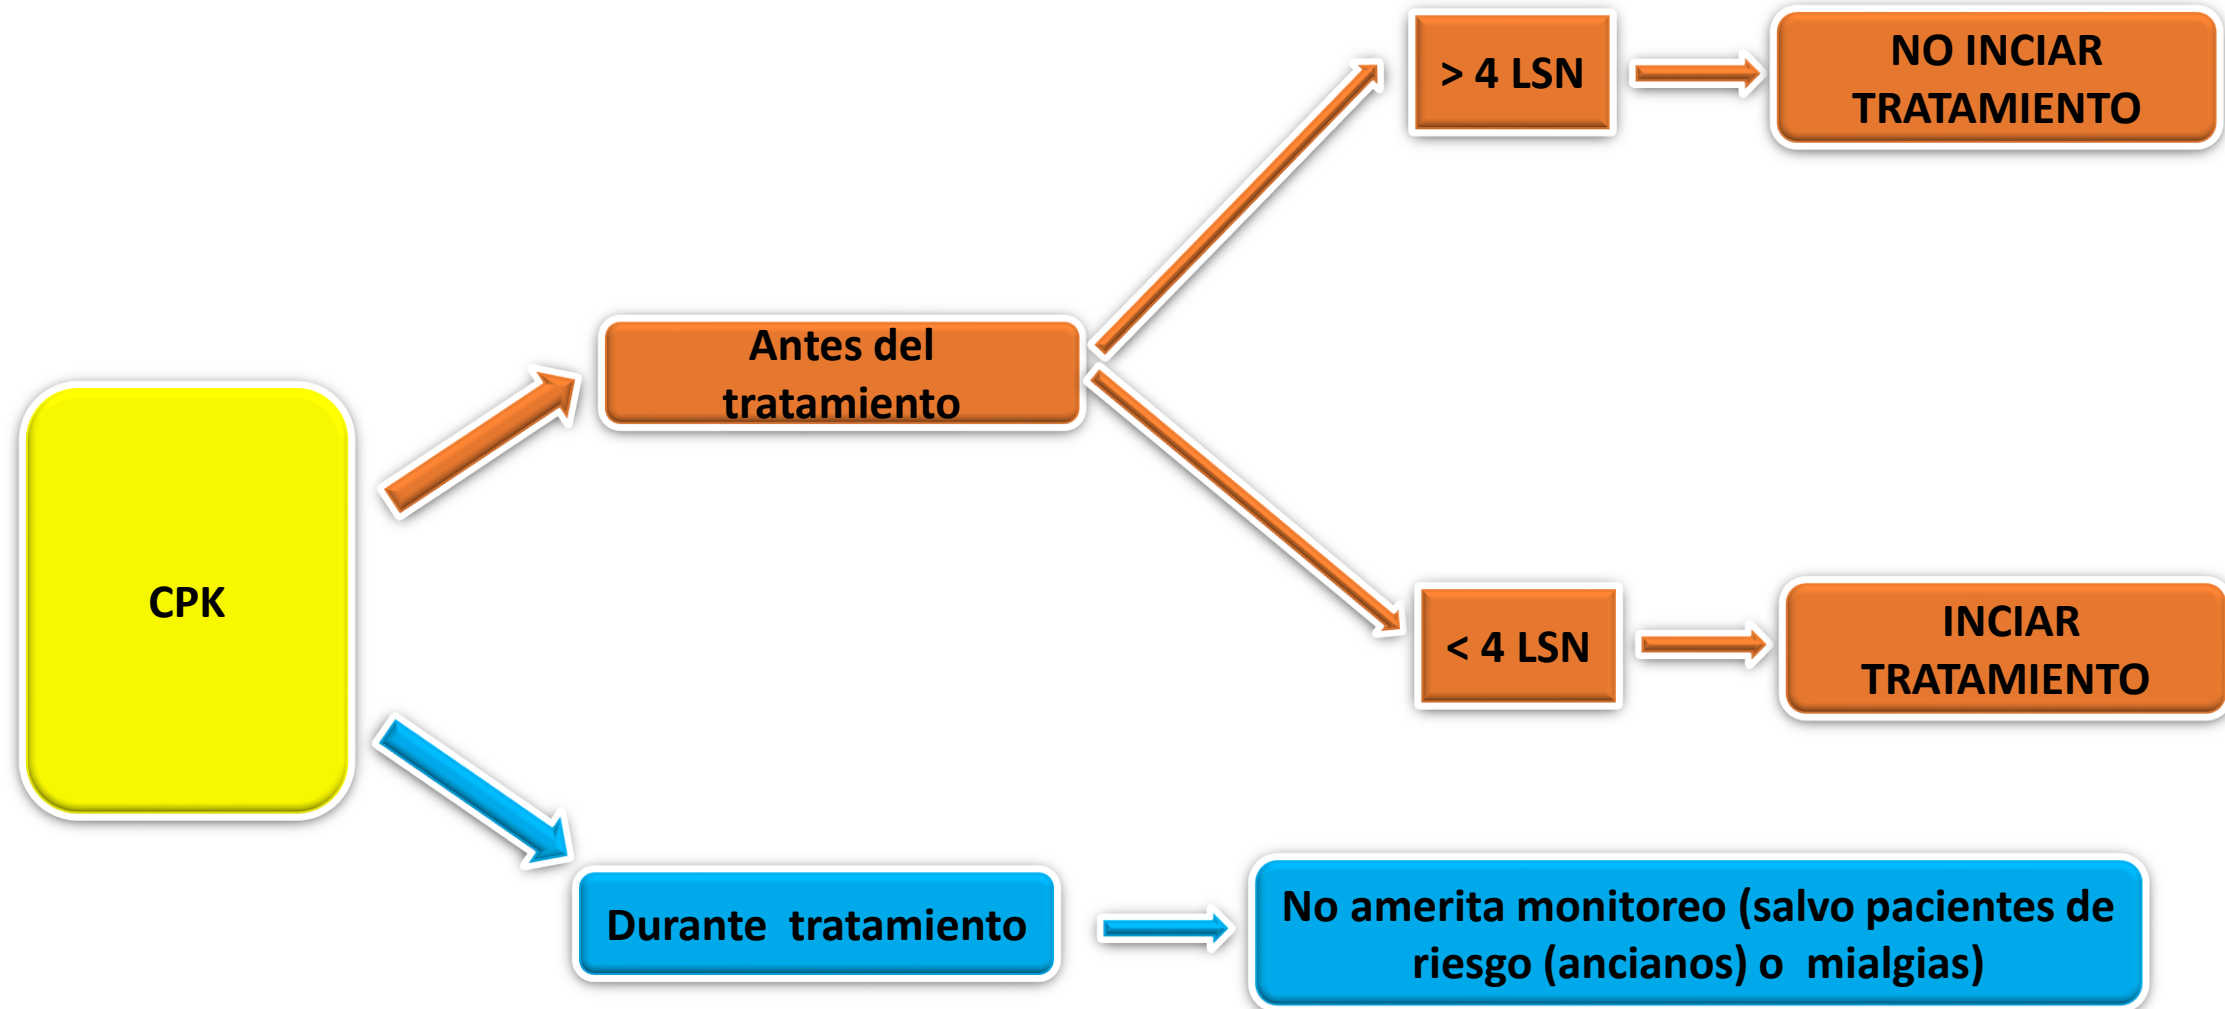 > 4 LSN
NO INCIAR
TRATAMIENTO
Antes del
tratamiento
CPK
< 4 LSN
INCIAR
TRATAMIENTO
Durante  tratamiento
No amerita monitoreo (salvo pacientes de
riesgo (ancianos) o  mialgias)